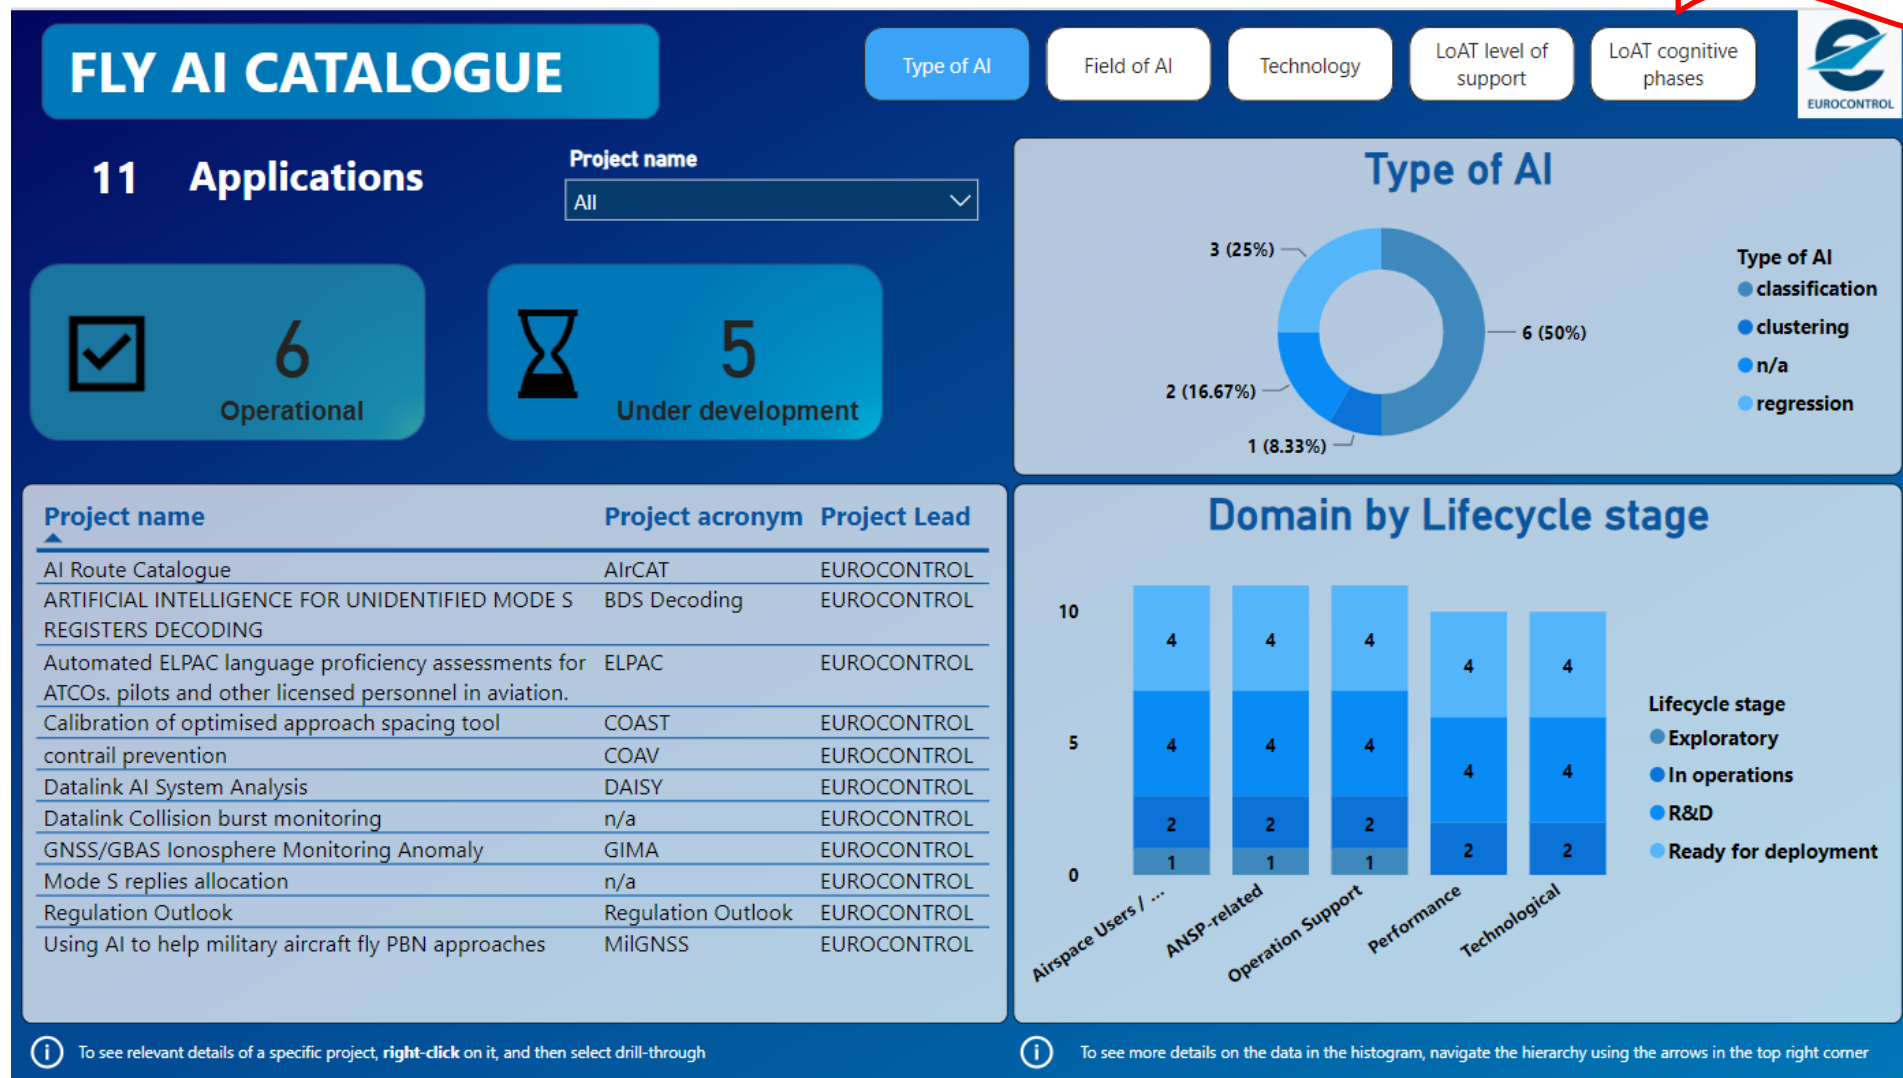 FLY AI CATALOGUE
Type of AI
Field of AI
Technology
LoAT level of
support
LoAT cognitive
phases
EUROCONTROL
11 Applications
Project name
All
6
Operational
5
Under development
Type of AI
3 (25%)
6 (50%)
2 (16.67%)
1 (8.33%)
Type of AI
classification
clustering
n/a
regression
Project name Project acronym Project Lead
AI Route Catalogue AIrCAT EUROCONTROL
ARTIFICIAL INTELLIGENCE FOR UNIDENTIFIED MODE S BDS Decoding EUROCONTROL
REGISTERS DECODING
Automated ELPAC language proficiency assessments for ELPAC EUROCONTROL
ATCOs. pilots and other licensed personnel in aviation.
Calibration of optimised approach spacing tool COAST EUROCONTROL
contrail prevention COAV EUROCONTROL
Datalink AI System Analysis DAISY EUROCONTROL
Datalink Collision burst monitoring n/a EUROCONTROL
GNSS/GBAS Ionosphere Monitoring Anomaly GIMA EUROCONTROL
Mode S replies allocation n/a EUROCONTROL
Regulation Outlook Regulation Outlook EUROCONTROL
Using AI to help military aircraft fly PBN approaches MilGNSS EUROCONTROL
Domain by Lifecycle stage
10
5
0
4 4 4 4 4
4 4 4 4 4
2 2 2 2 2
1 1 1
Airspace Users / ...
ANSP-related
Operation Support
Performance
Technological
Lifecycle stage
Exploratory
In operations
R&D
Ready for deployment
To see relevant details of a specific project, right-click on it, and then select drill-through
To see more details on the data in the histogram, navigate the hierarchy using the arrows in the top right corner